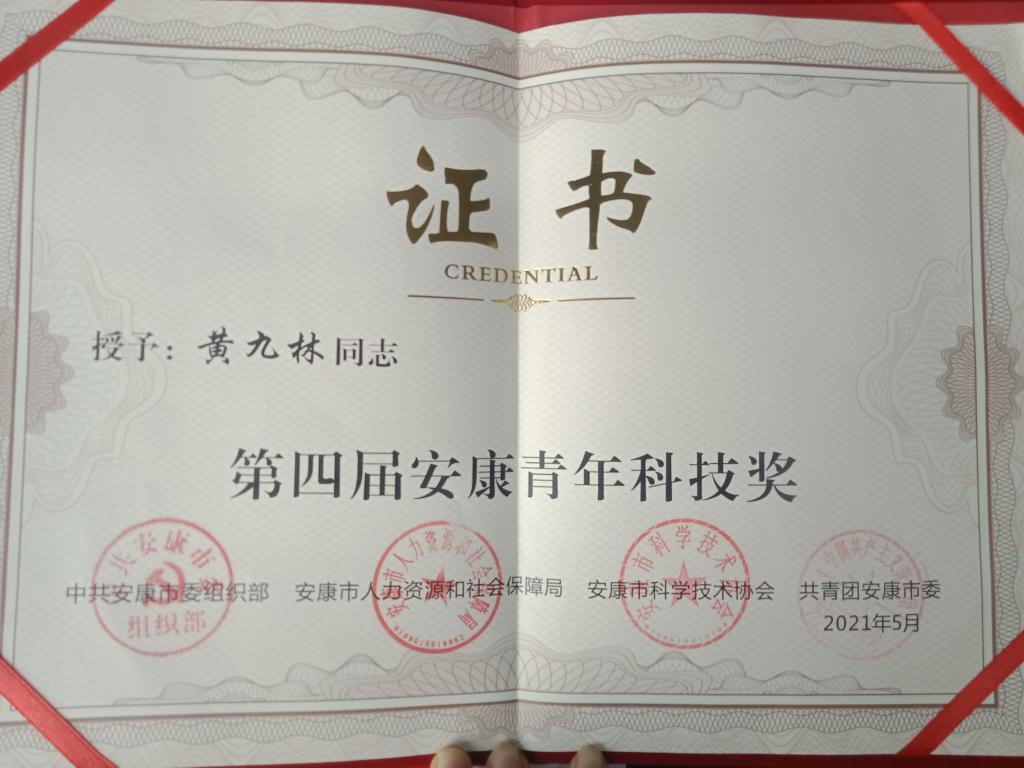 证书
CREDENTIAL
授予：黄九林同志
第四届安康青年科技奖
中共安康市委组织部 安康市人力资源和社会保障局 安康市科学技术协会 共青团安康市委
2021年5月
组织部